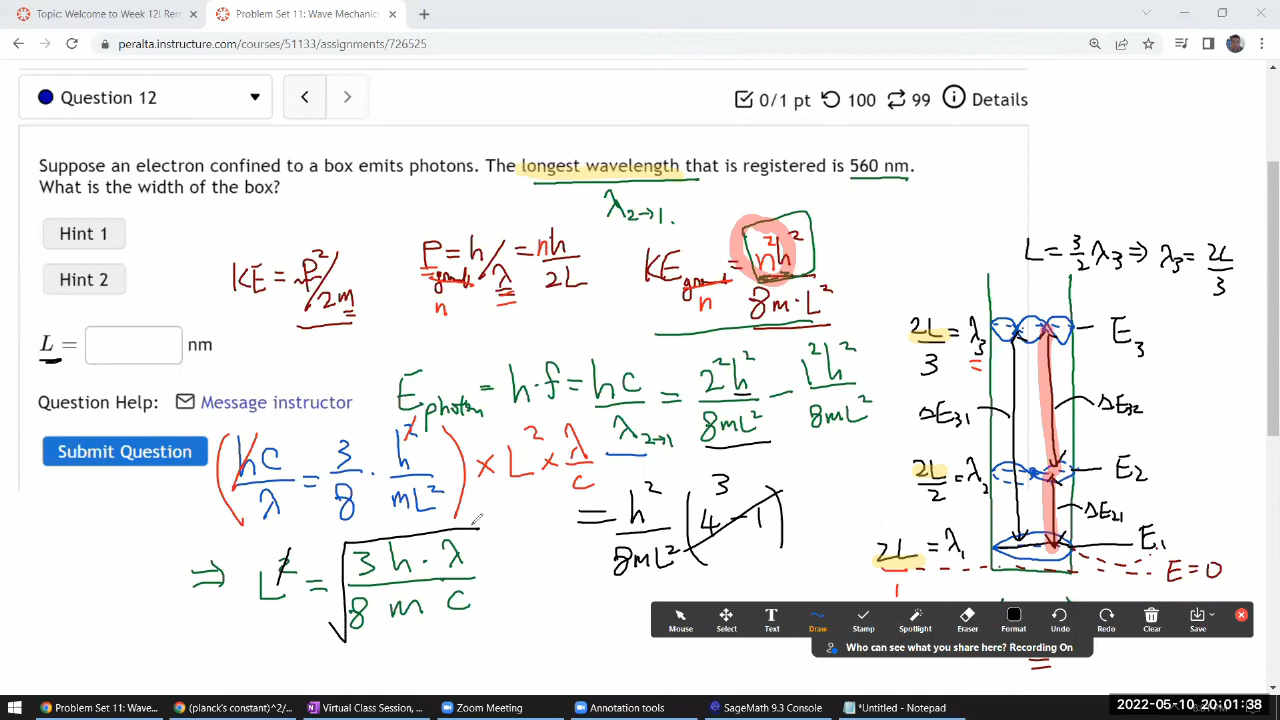 Topic: Welcome to Week 12! Rem
Problem Set 11: Wave Mechanics
peralta.instructure.com/courses/51133/assignments/726525
Question 12
0/1 pt 100 99 Details
Suppose an electron confined to a box emits photons. The longest wavelength that is registered is 560 nm.
What is the width of the box?
λ2→1.
Hint 1
Hint 2
KE = p²/2m
Pground n = h/λ = nh/2L
KEground n = n²h²/8m·L²
L = 3/2 λ3 ⇒ λ3 = 2L/3
L = nm
2L/3 = λ3
E3
Question Help: Message instructor
Ephoton = h·f = hc/λ2→1 = 2²h²/8mL² - 1²h²/8mL²
ΔE31
ΔE32
Submit Question
(hc/λ = 3/8 · h²/mL²) × L² × λ/c
2L/2 = λ2
E2
= h²/8mL² (4 - 1) 3
ΔE21
⇒ L² = √(3h·λ/8mc)
2L/1 = λ1
E1
E=0
Mouse Select Text Draw Stamp Spotlight Eraser Format Undo Redo Clear Save
Who can see what you share here? Recording On
Problem Set 11: Wave...
(planck's constant)^2/...
Virtual Class Session, ...
Zoom Meeting
Annotation tools
SageMath 9.3 Console
*Untitled - Notepad
2022-05-10 20:01:38